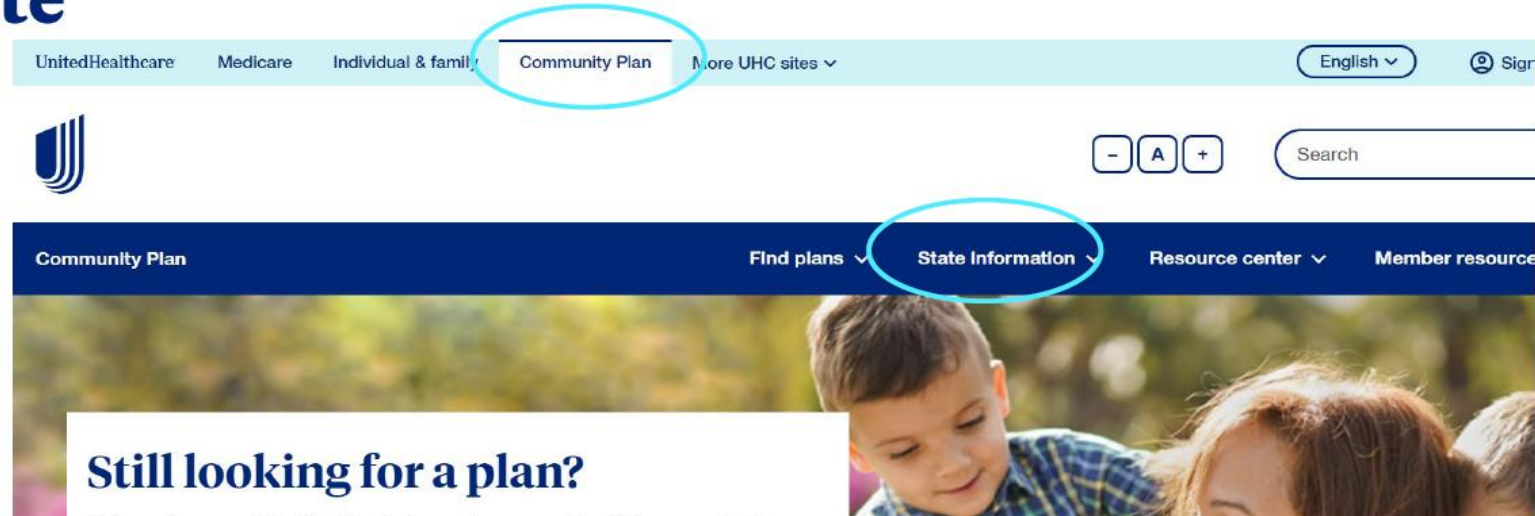 te
UnitedHealthcare Medicare Individual & family Community Plan More UHC sites English Sign
- A + Search
Community Plan Find plans State Information Resource center Member resource
Still looking for a plan?